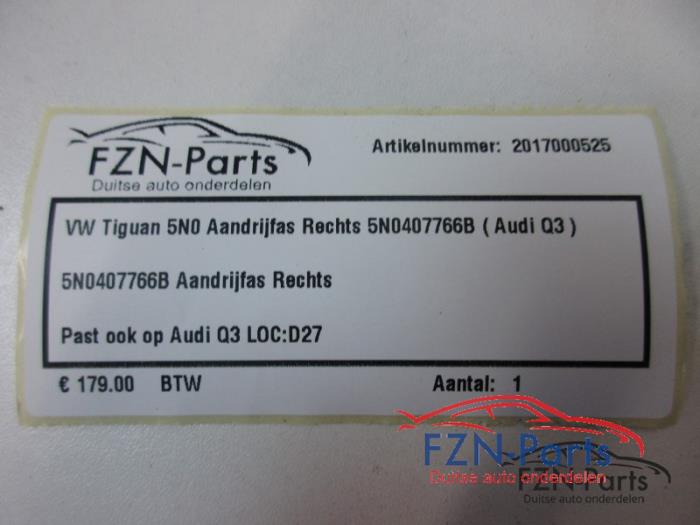 FZN-Parts
Duitse auto onderdelen
Artikelnummer: 2017000525
VW Tiguan 5N0 Aandrijfas Rechts 5N0407766B ( Audi Q3 )
5N0407766B Aandrijfas Rechts
Past ook op Audi Q3 LOC:D27
€ 179.00 BTW
Aantal: 1
FZN-Parts
Duitse auto onderdelen
FZN-Parts
Duitse auto onderdelen